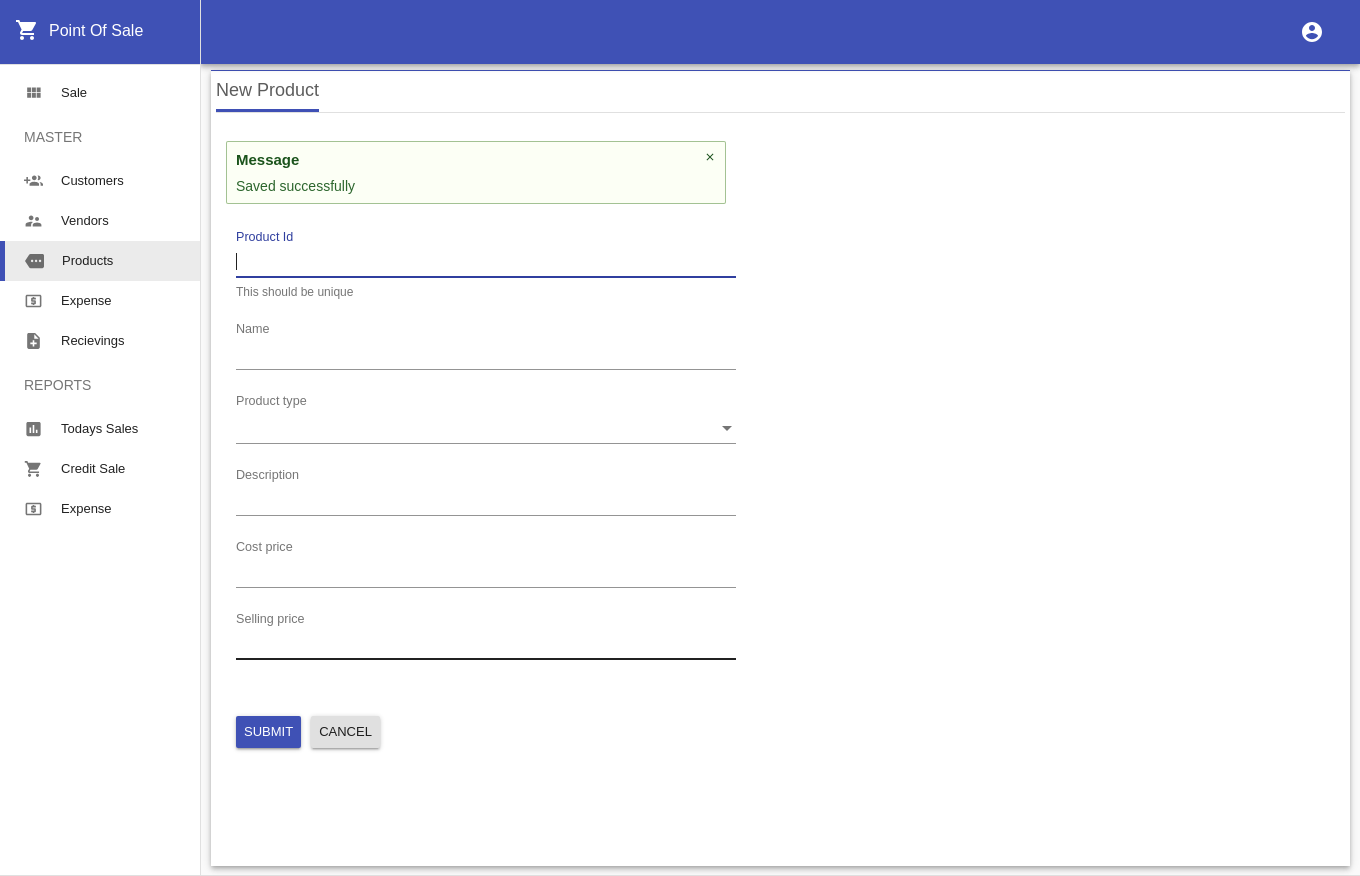 Point Of Sale
Sale
MASTER
Customers
Vendors
Products
Expense
Recievings
REPORTS
Todays Sales
Credit Sale
Expense
New Product
Message
×
Saved successfully
Product Id
This should be unique
Name
Product type
Description
Cost price
Selling price
SUBMIT CANCEL